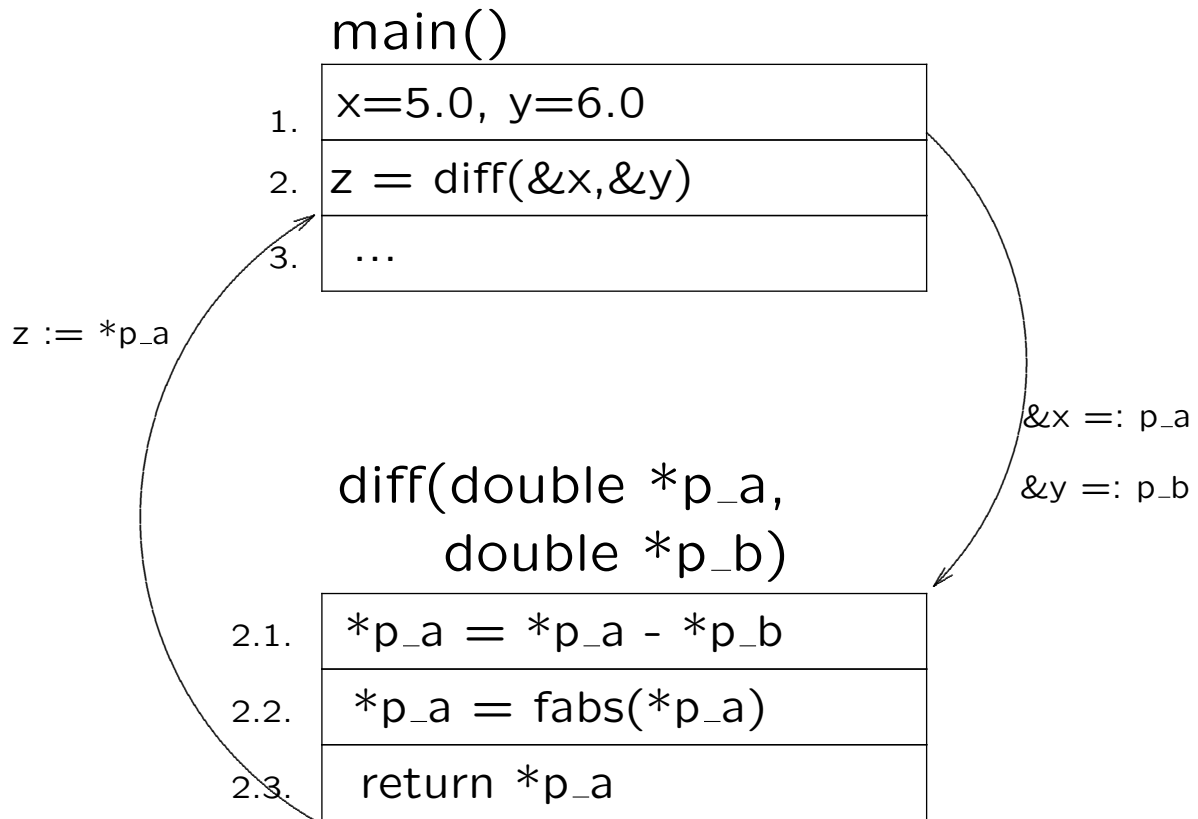 main()
1. x=5.0, y=6.0
2. z = diff(&x,&y)
3. ...
z := *p_a
&x =: p_a
&y =: p_b
diff(double *p_a,
double *p_b)
2.1. *p_a = *p_a - *p_b
2.2. *p_a = fabs(*p_a)
2.3. return *p_a